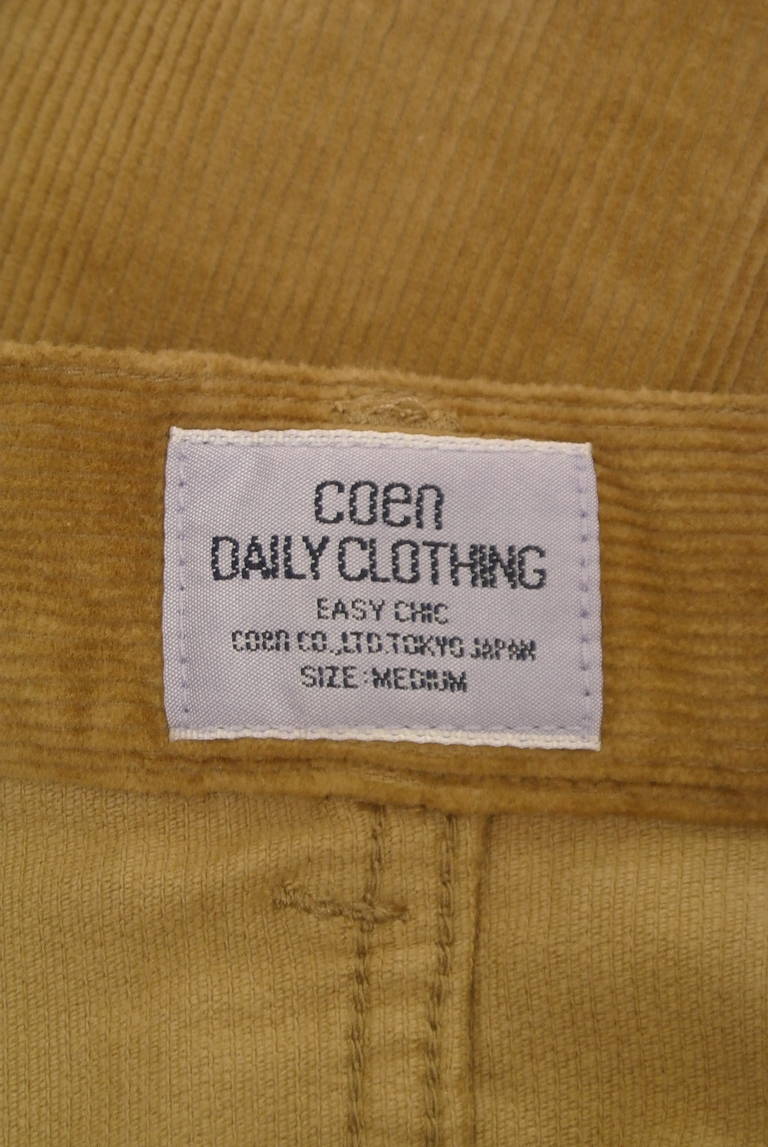 coen
DAILY CLOTHING
EASY CHIC
coen CO.,LTD.TOKYO JAPAN
SIZE:MEDIUM